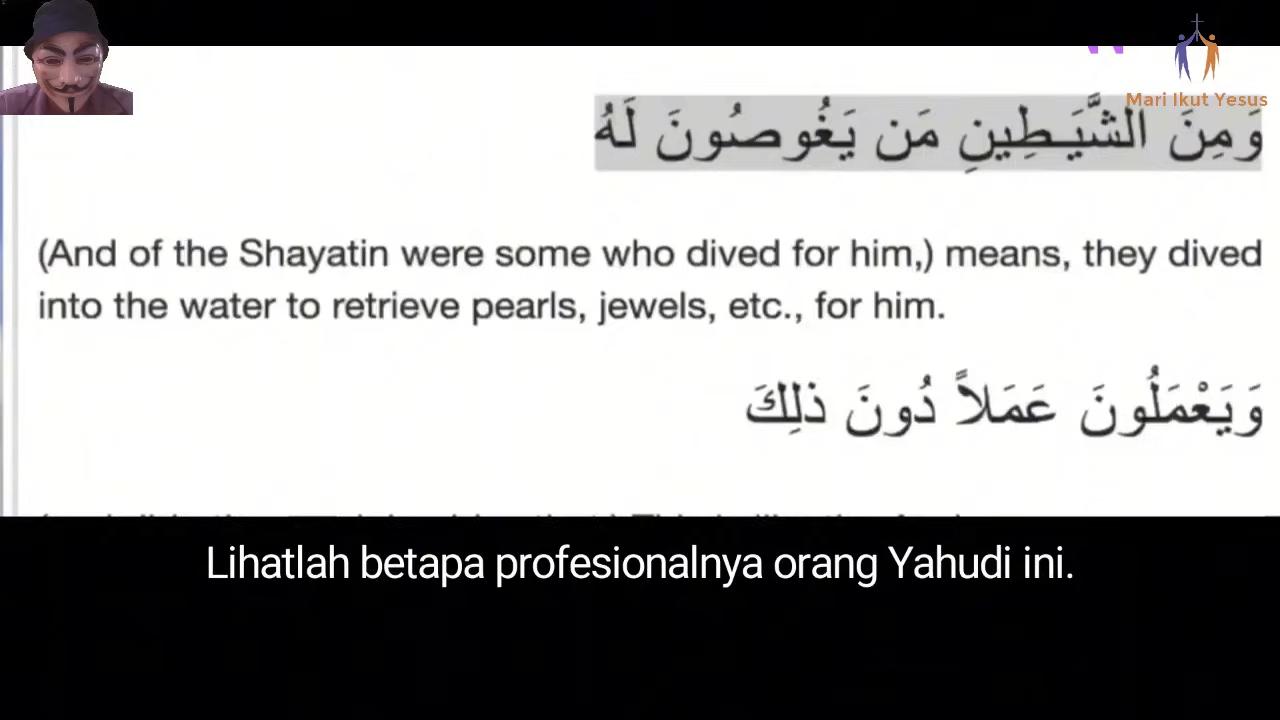 Mari Ikut Yesus
وَمِنَ الشَّيَـطِينِ مَن يَغُوصُونَ لَهُ
(And of the Shayatin were some who dived for him,) means, they dived
into the water to retrieve pearls, jewels, etc., for him.
وَيَعْمَلُونَ عَمَلاً دُونَ ذلِكَ
Lihatlah betapa profesionalnya orang Yahudi ini.